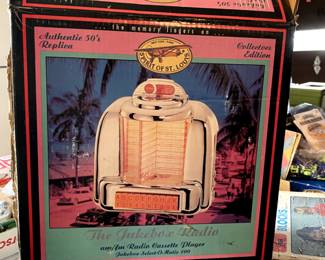 the memory lingers on
Authentic 50's
Replica
SPIRIT OF ST. LOUIS
Collectors
Edition
The Jukebox Radio
am/fm Radio Cassette Player
Jukebox Select-O-Matic 100
BLOCKS